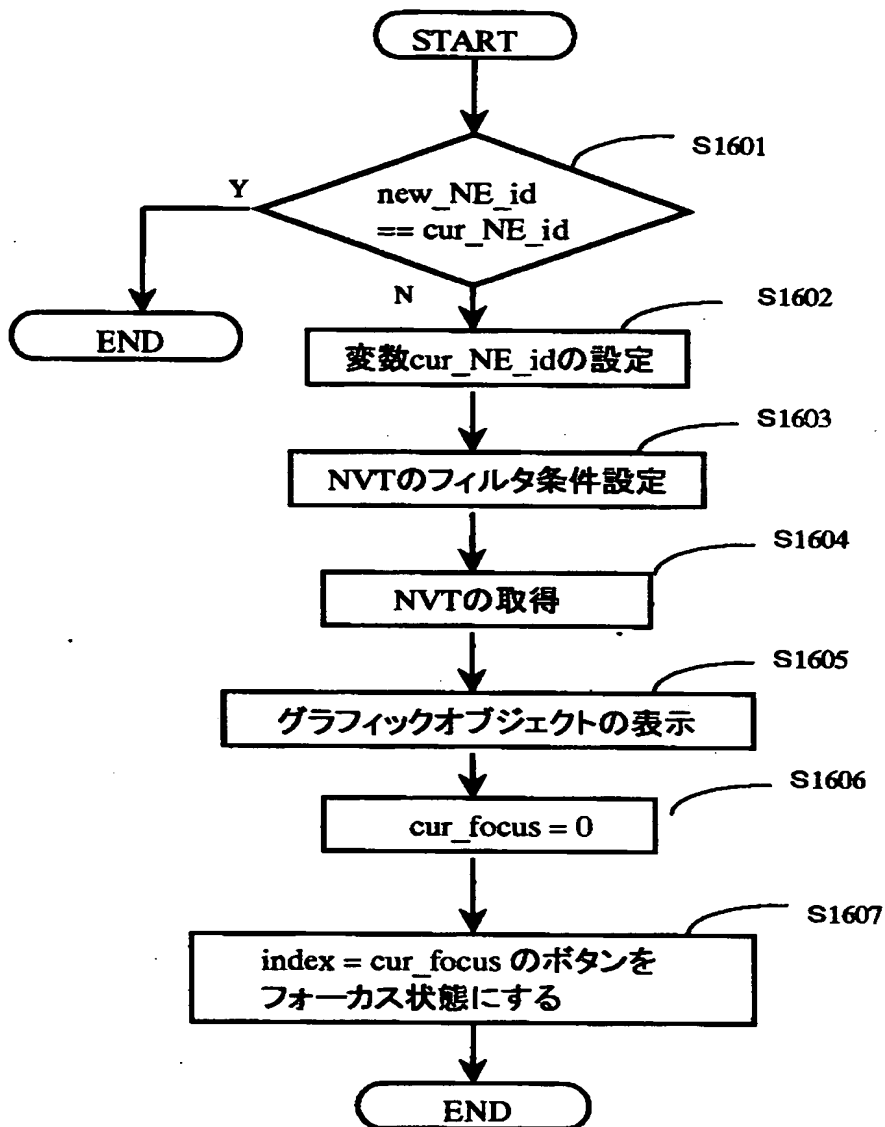 START
S1601
new_NE_id
== cur_NE_id
Y
N
END
S1602
変数cur_NE_idの設定
S1603
NVTのフィルタ条件設定
S1604
NVTの取得
S1605
グラフィックオブジェクトの表示
S1606
cur_focus = 0
S1607
index = cur_focus のボタンを
フォーカス状態にする
END